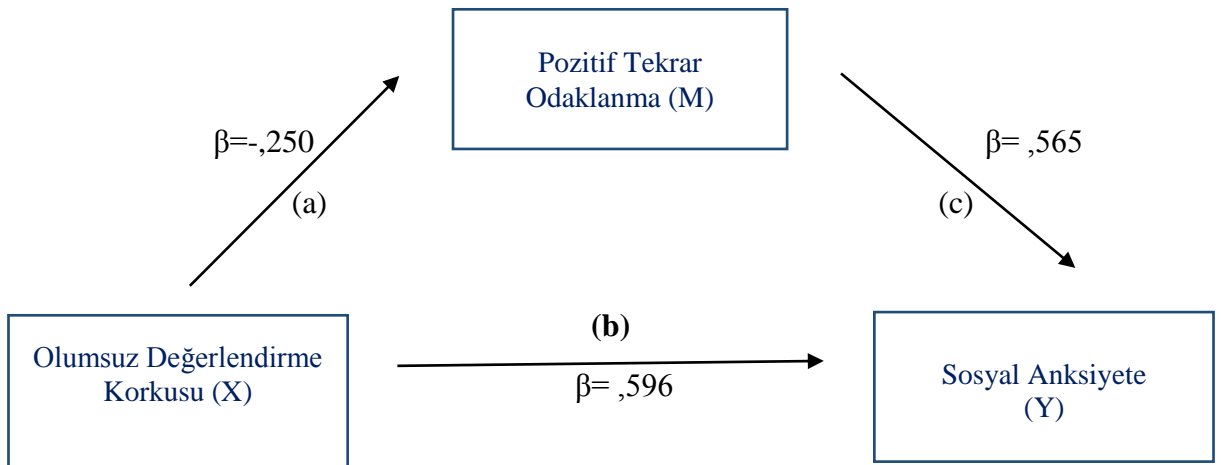 Pozitif Tekrar
Odaklanma (M)
β=-,250
β= ,565
(a)
(c)
(b)
Olumsuz Değerlendirme
Korkusu (X)
β= ,596
Sosyal Anksiyete
(Y)